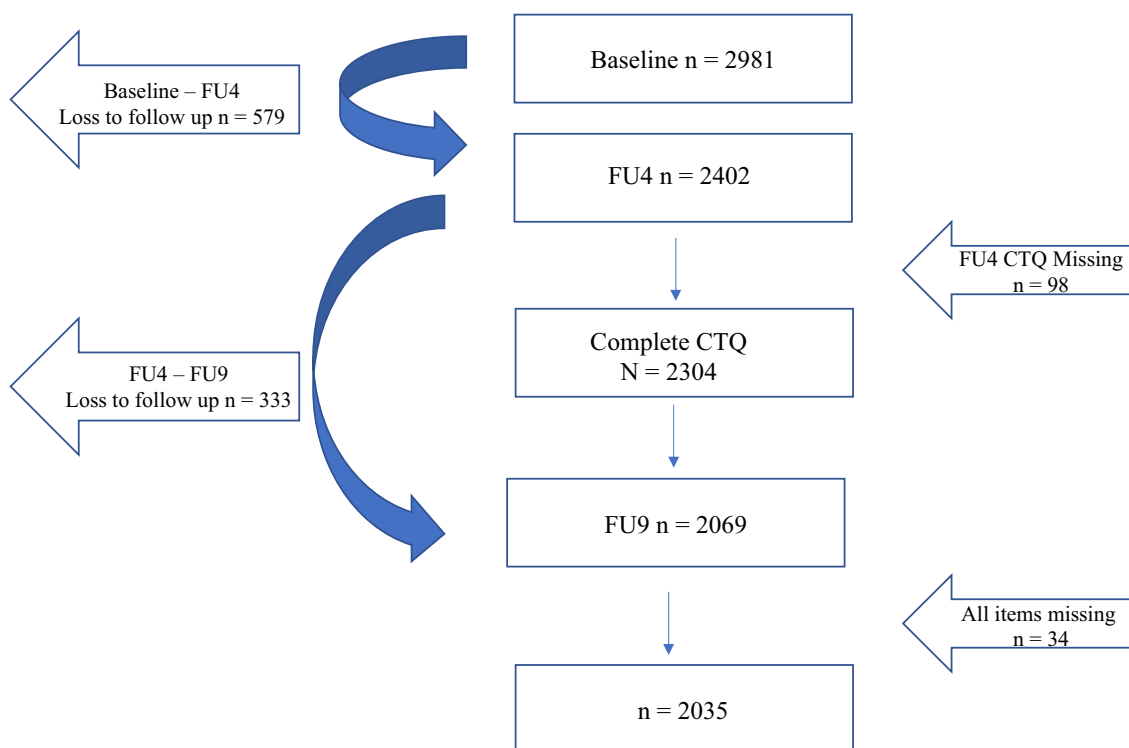 Baseline n = 2981
Baseline – FU4
Loss to follow up n = 579
FU4 n = 2402
FU4 CTQ Missing
n = 98
Complete CTQ
N = 2304
FU4 – FU9
Loss to follow up n = 333
FU9 n = 2069
All items missing
n = 34
n = 2035